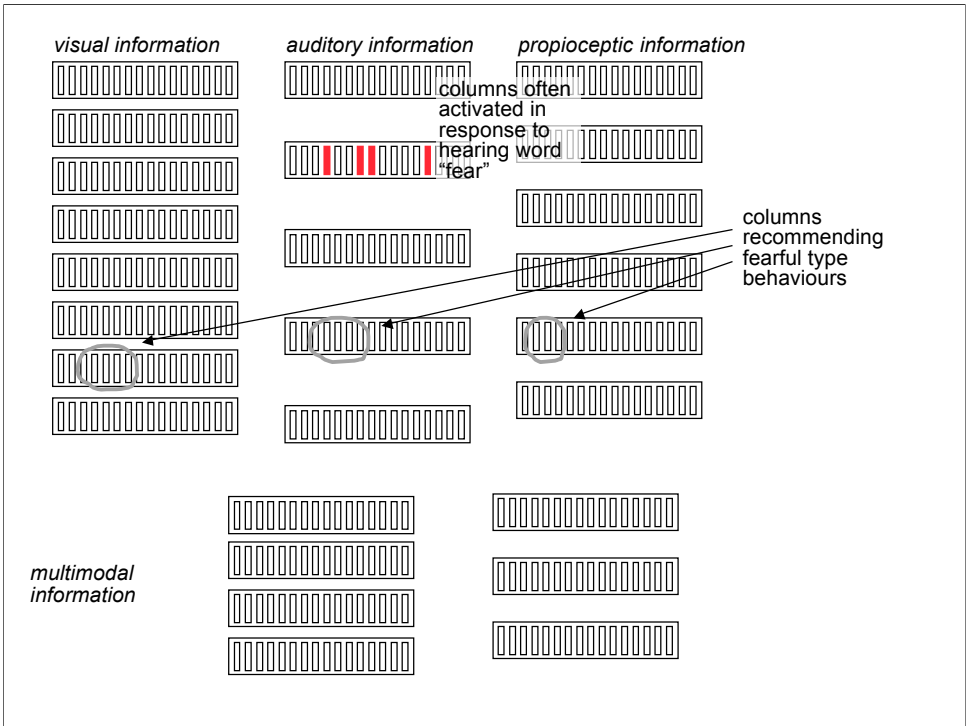 visual information
auditory information
propioceptic information
columns often
activated in
response to
hearing word
“fear”
columns
recommending
fearful type
behaviours
multimodal
information